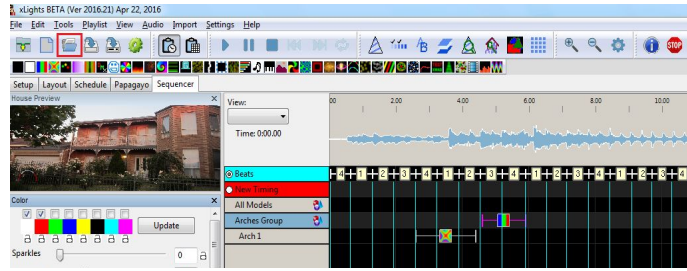 xLights BETA (Ver 2016.21) Apr 22, 2016
File Edit Tools Playlist View Audio Import Settings Help
STOP
Setup Layout Schedule Papagayo Sequencer
House Preview X
View:
Time: 0:00.00
00 2.00 4.00 6.00 8.00 10.00
Beats
4 1 2 3 4 1 2 3 4 1 2 3 4 1 2 3 4
New Timing
All Models
Color X
Arches Group
Update
Arch 1
Sparkles 0